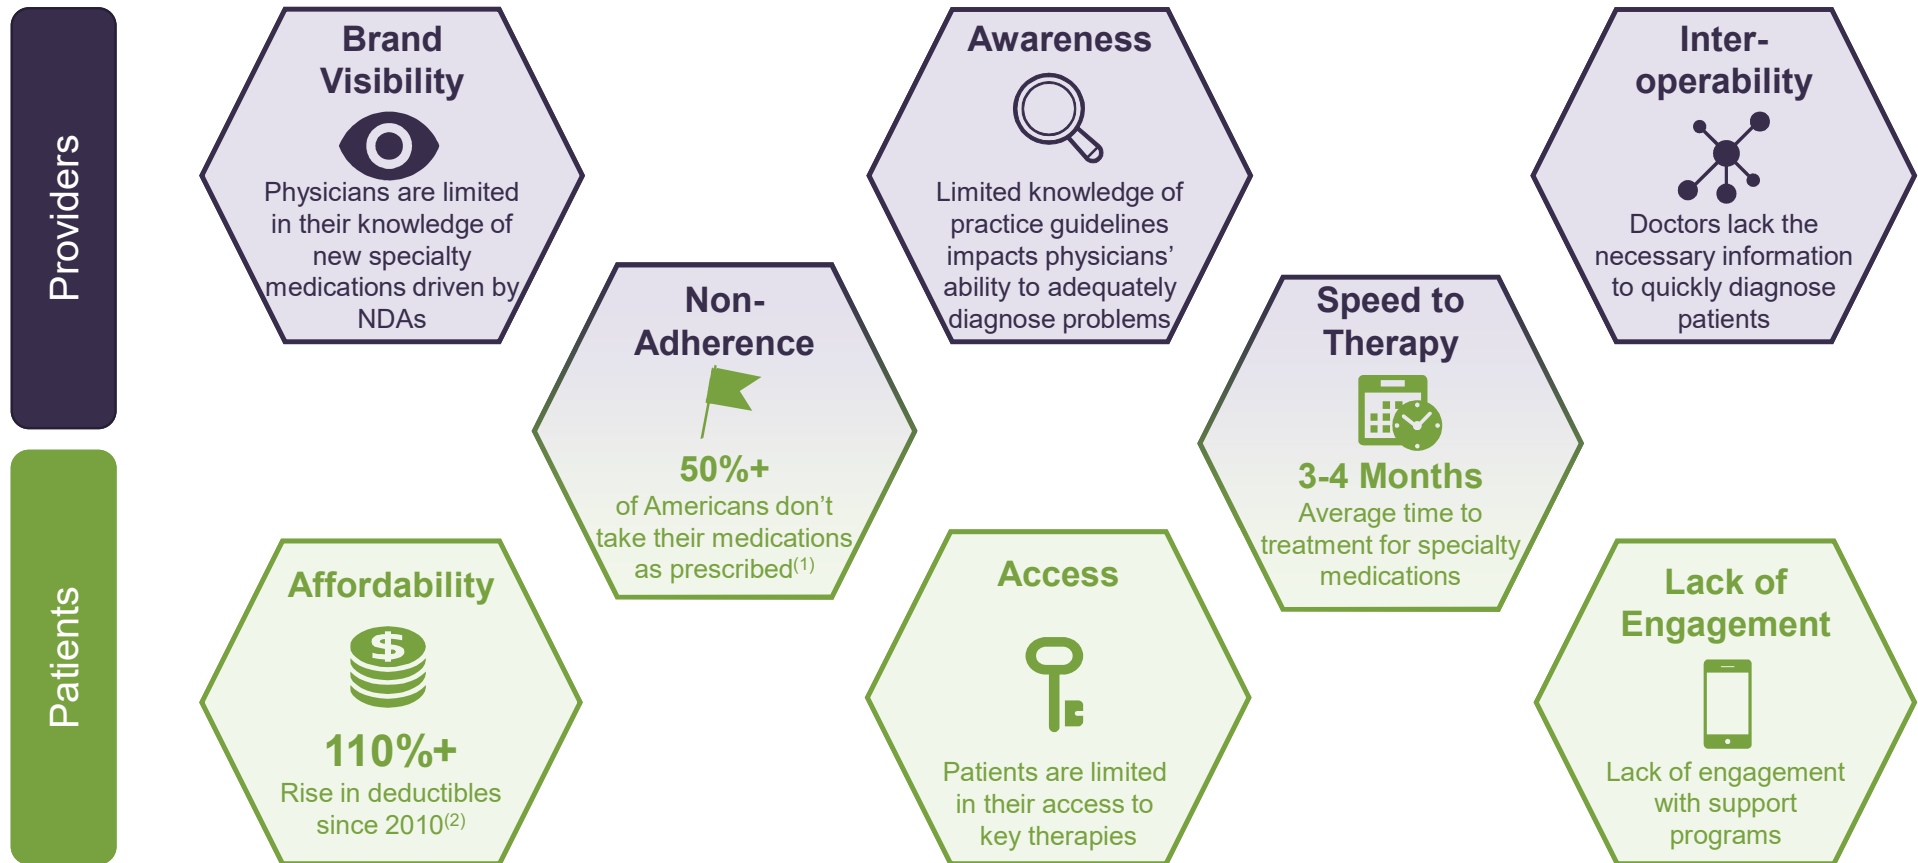 Providers
Brand
Visibility
Physicians are limited
in their knowledge of
new specialty
medications driven by
NDAs
Awareness
Limited knowledge of
practice guidelines
impacts physicians’
ability to adequately
diagnose problems
Inter-
operability
Doctors lack the
necessary information
to quickly diagnose
patients
Non-
Adherence
50%+
of Americans don’t
take their medications
as prescribed(1)
Speed to
Therapy
3-4 Months
Average time to
treatment for specialty
medications
Patients
Affordability
$
110%+
Rise in deductibles
since 2010(2)
Access
Patients are limited
in their access to
key therapies
Lack of
Engagement
Lack of engagement
with support
programs